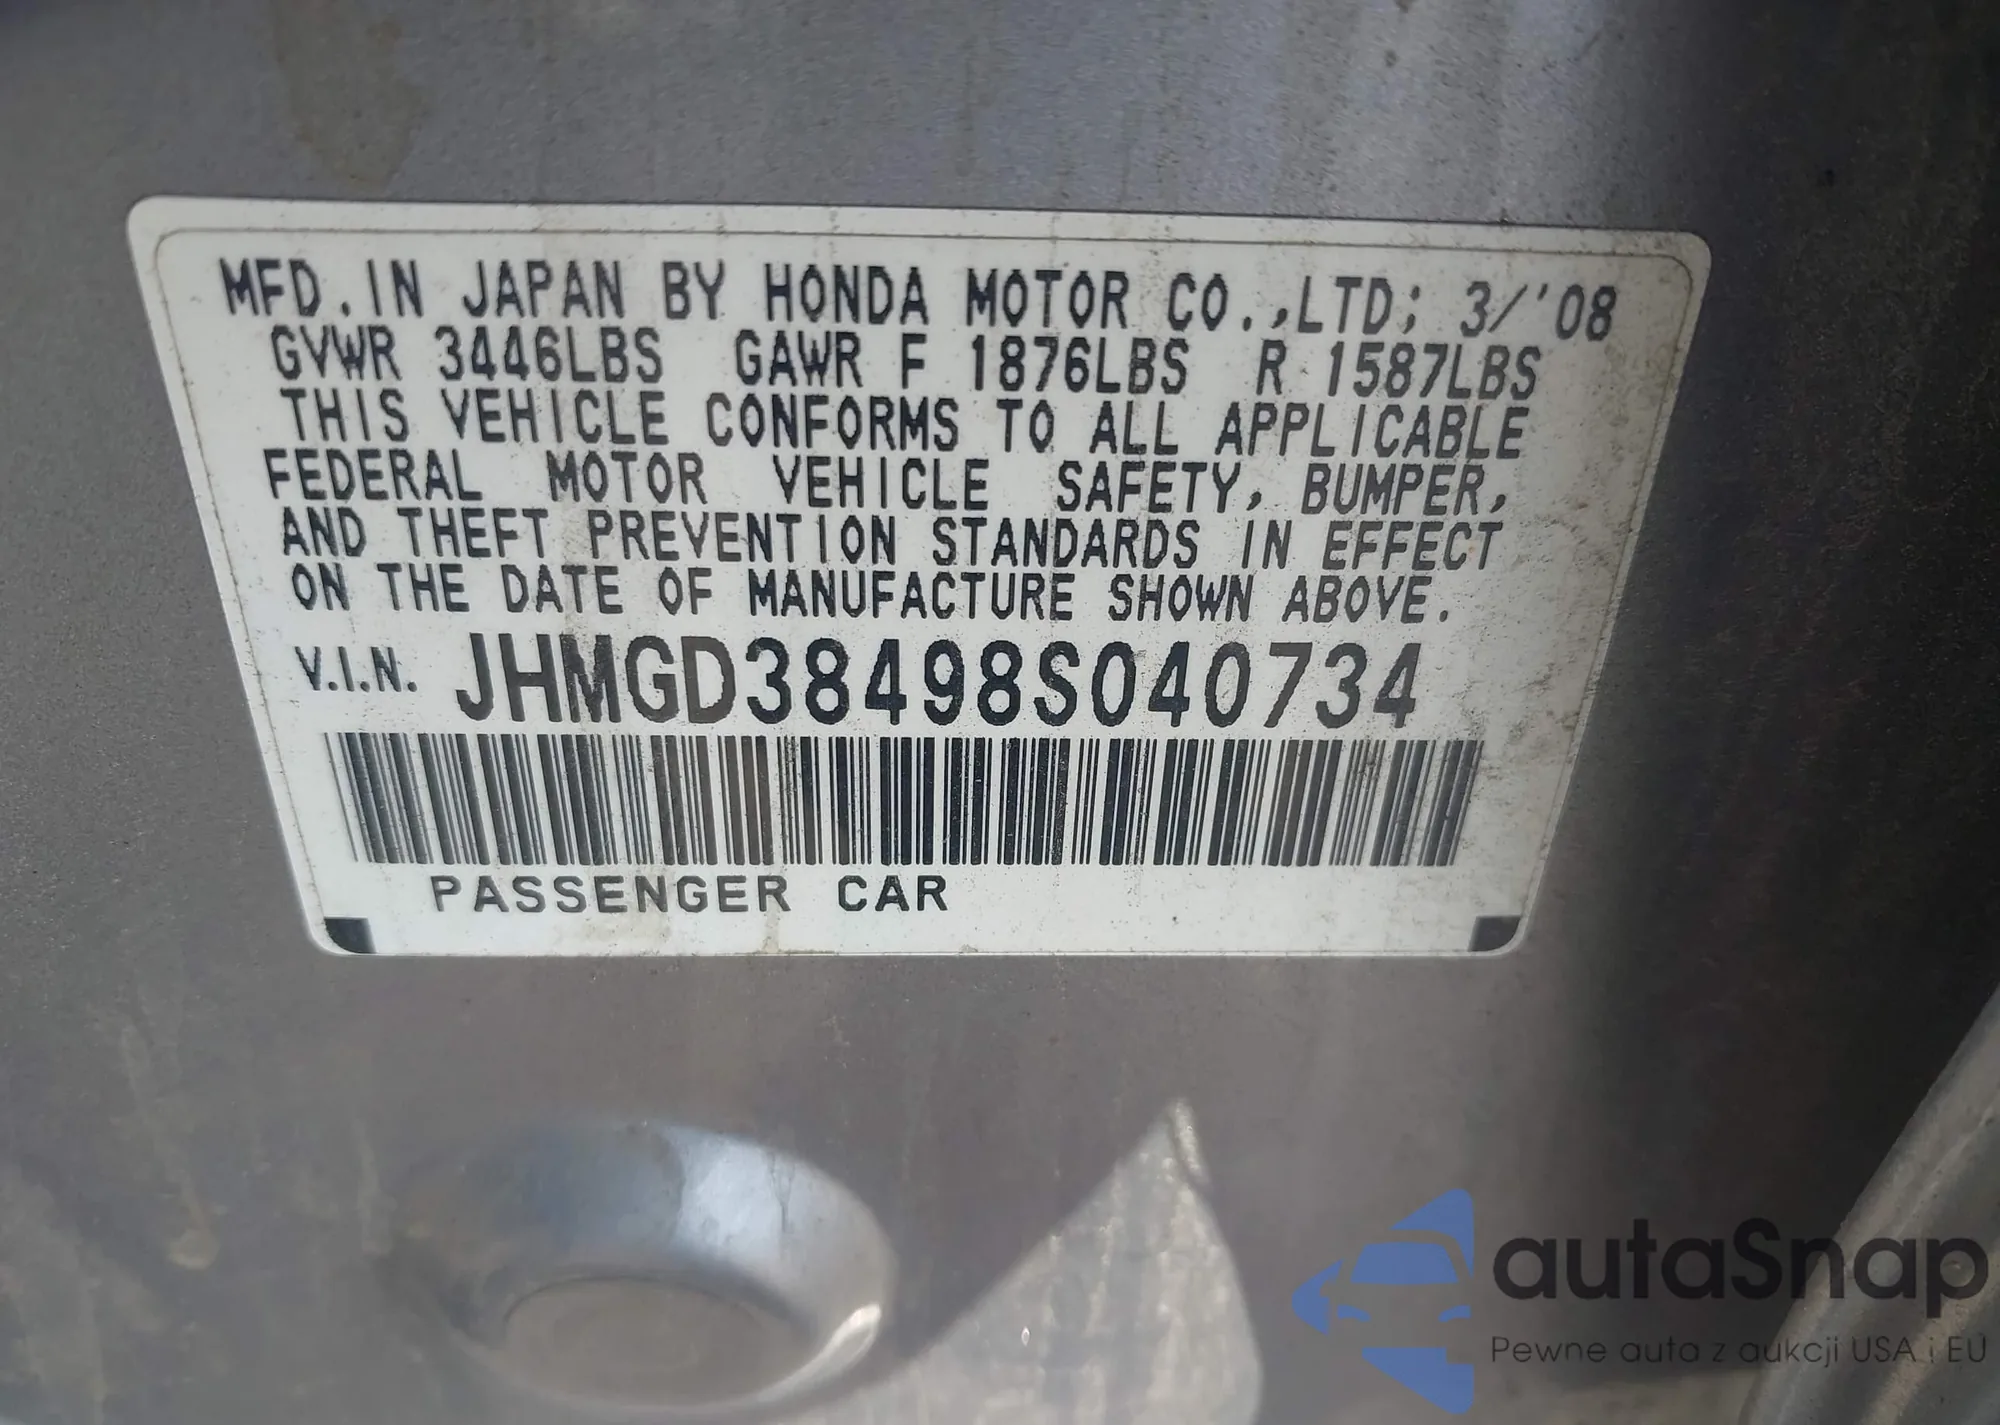 MFD. IN JAPAN BY HONDA MOTOR CO.,LTD; 3/'08
GVWR 3446LBS GAWR F 1876LBS R 1587LBS
THIS VEHICLE CONFORMS TO ALL APPLICABLE
FEDERAL MOTOR VEHICLE SAFETY, BUMPER,
AND THEFT PREVENTION STANDARDS IN EFFECT
ON THE DATE OF MANUFACTURE SHOWN ABOVE.
V.I.N. JHMGD38498S040734
PASSENGER CAR
autaSnap
Pewne auta z aukcji USA i EU